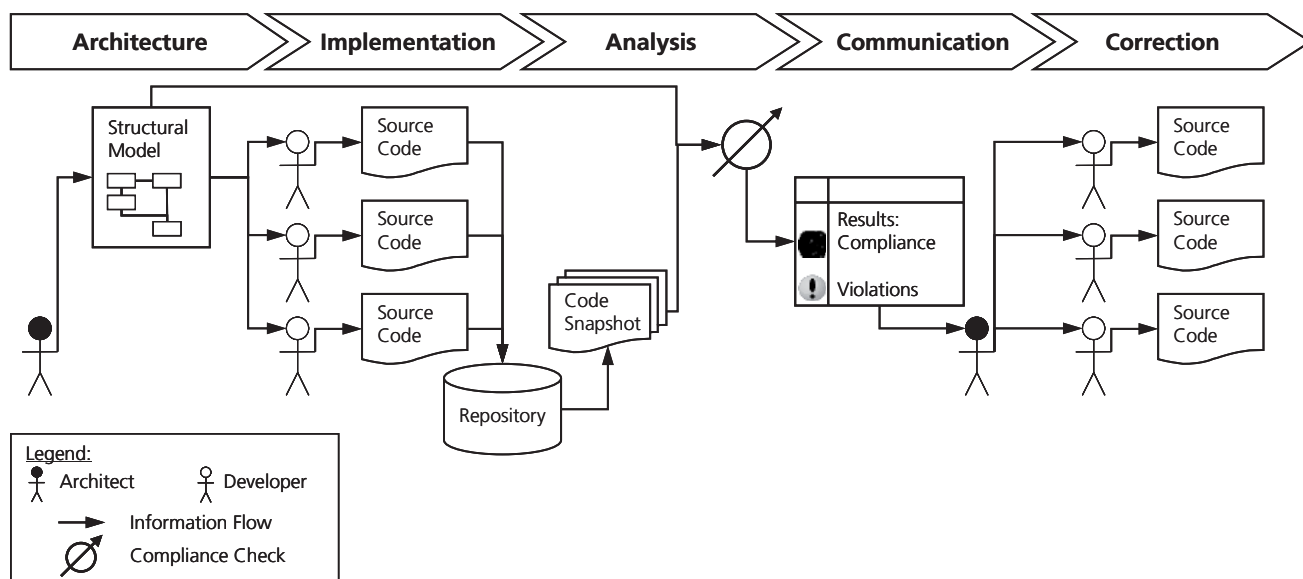 Architecture
Implementation
Analysis
Communication
Correction
Structural
Model
Source
Code
Source
Code
Source
Code
Repository
Code
Snapshot
Results:
Compliance
!
Violations
Source
Code
Source
Code
Source
Code
Legend:
Architect
Developer
Information Flow
Compliance Check